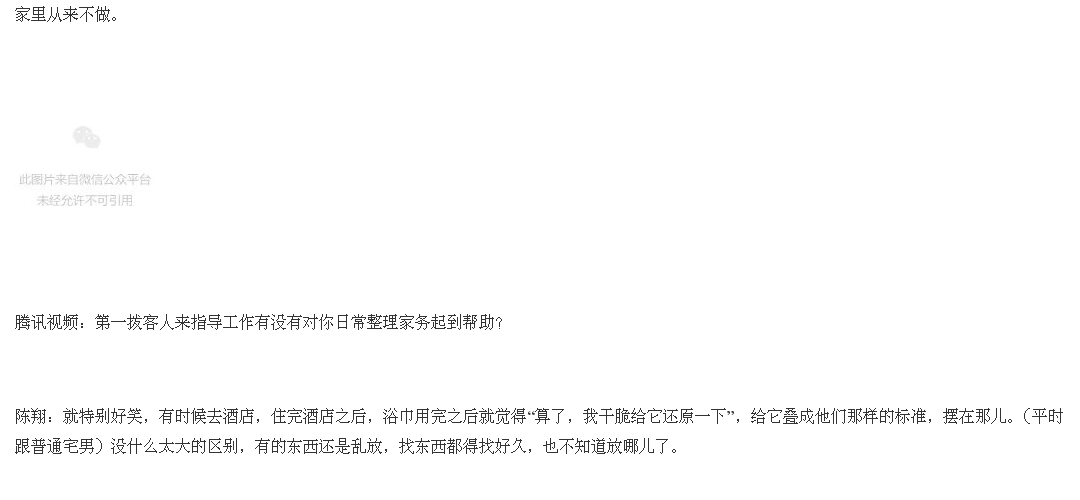 家里从来不做。
此图片来自微信公众平台
未经允许不可引用
腾讯视频：第一拨客人来指导工作有没有对你日常整理家务起到帮助？
陈翔：就特别好笑，有时候去酒店，住完酒店之后，浴巾用完之后就觉得“算了，我干脆给它还原一下”，给它叠成他们那样的标准，摆在那儿。（平时
跟普通宅男）没什么太大的区别，有的东西还是乱放，找东西都得找好久，也不知道放哪儿了。